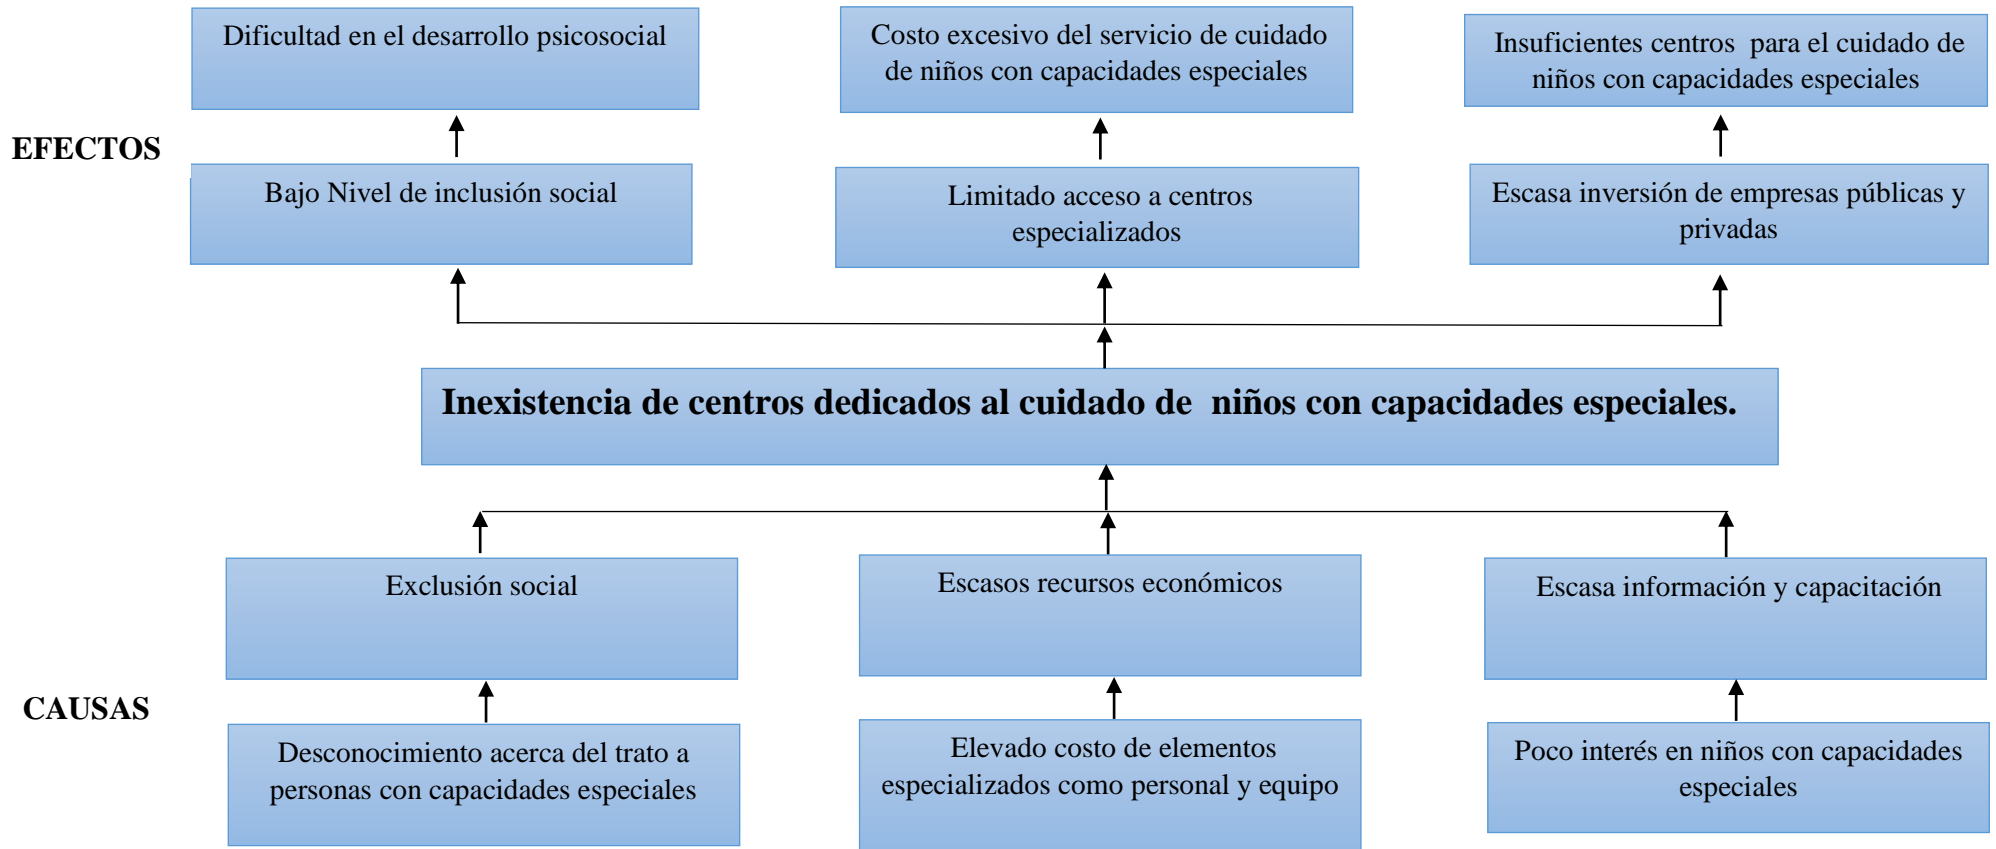 Dificultad en el desarrollo psicosocial
Costo excesivo del servicio de cuidado
de niños con capacidades especiales
Insuficientes centros  para el cuidado de
niños con capacidades especiales
EFECTOS
Bajo Nivel de inclusión social
Limitado acceso a centros
especializados
Escasa inversión de empresas públicas y
privadas
Inexistencia de centros dedicados al cuidado de  niños con capacidades especiales.
Exclusión social
Escasos recursos económicos
Escasa información y capacitación
CAUSAS
Desconocimiento acerca del trato a
personas con capacidades especiales
Elevado costo de elementos
especializados como personal y equipo
Poco interés en niños con capacidades
especiales